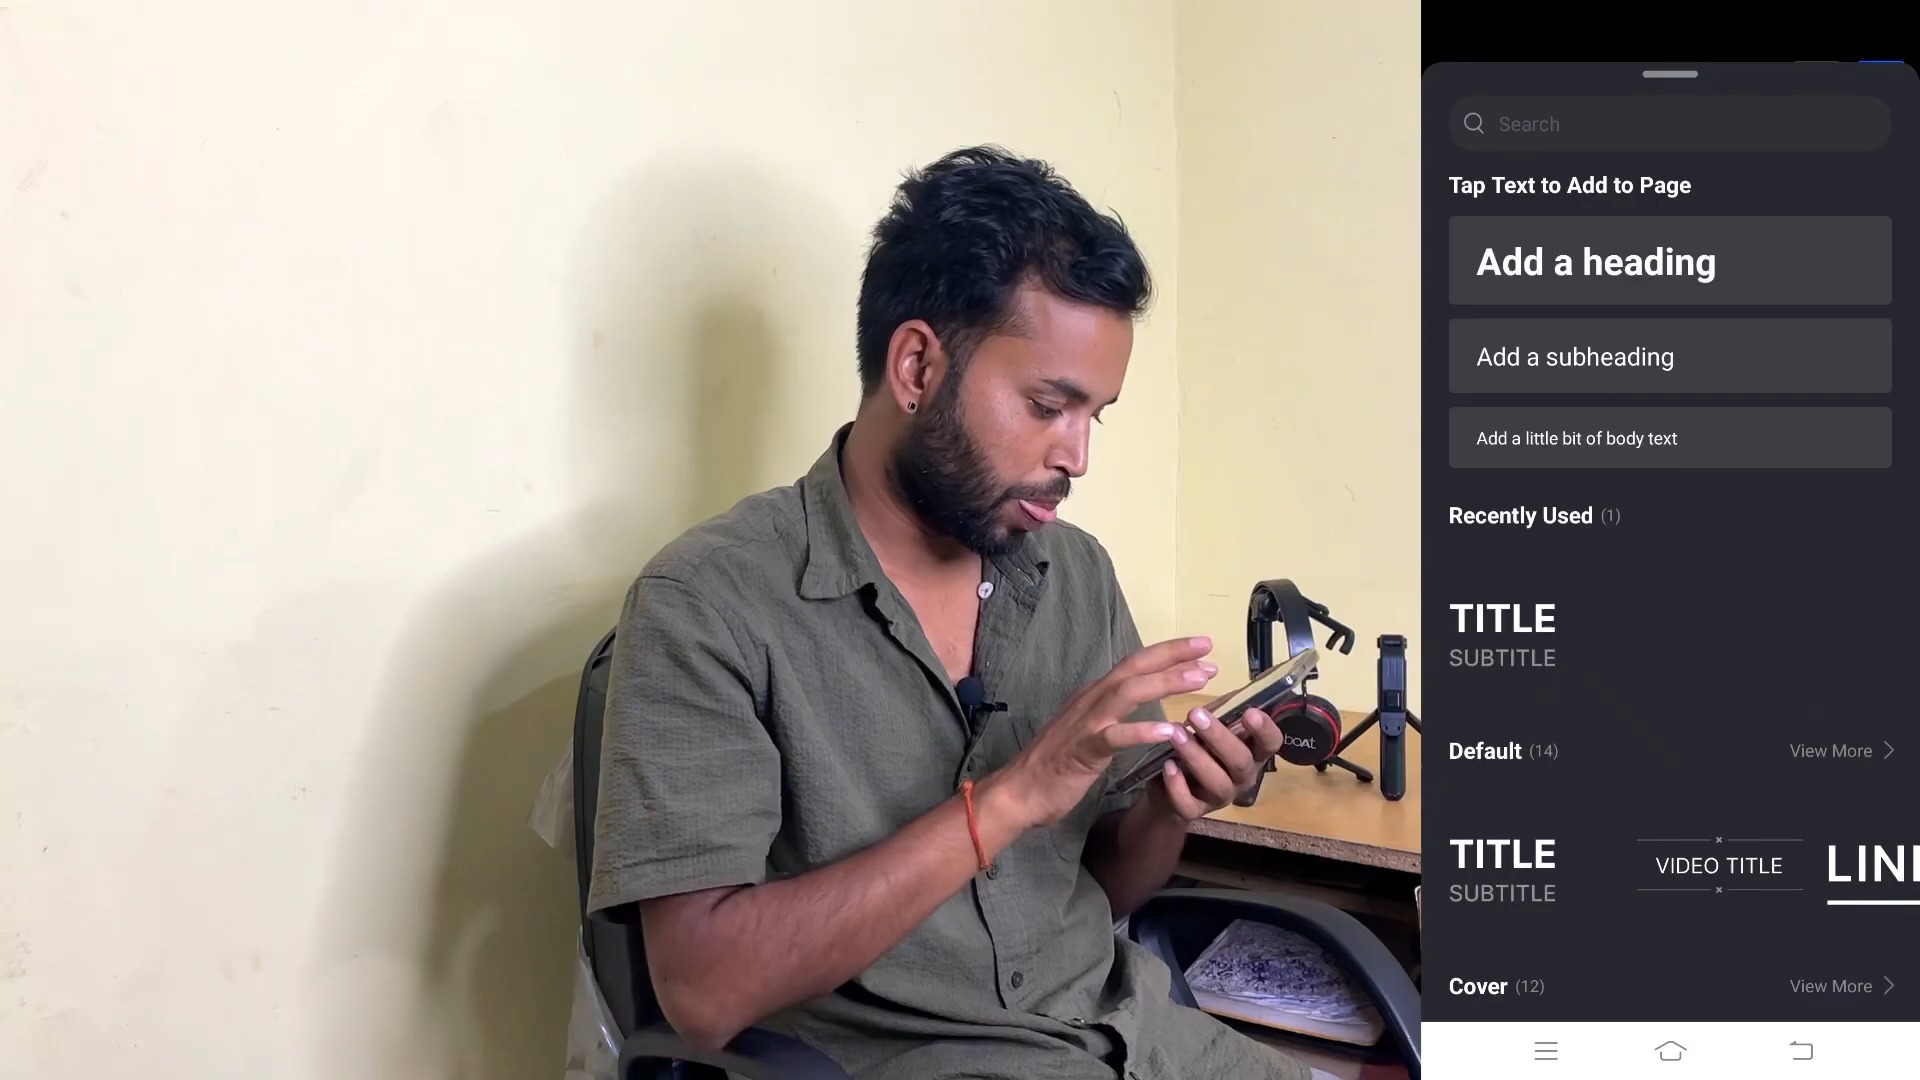 Search
Tap Text to Add to Page
Add a heading
Add a subheading
Add a little bit of body text
Recently Used (1)
TITLE
SUBTITLE
Default (14) View More
TITLE
SUBTITLE
VIDEO TITLE
LIN
Cover (12) View More
boAt